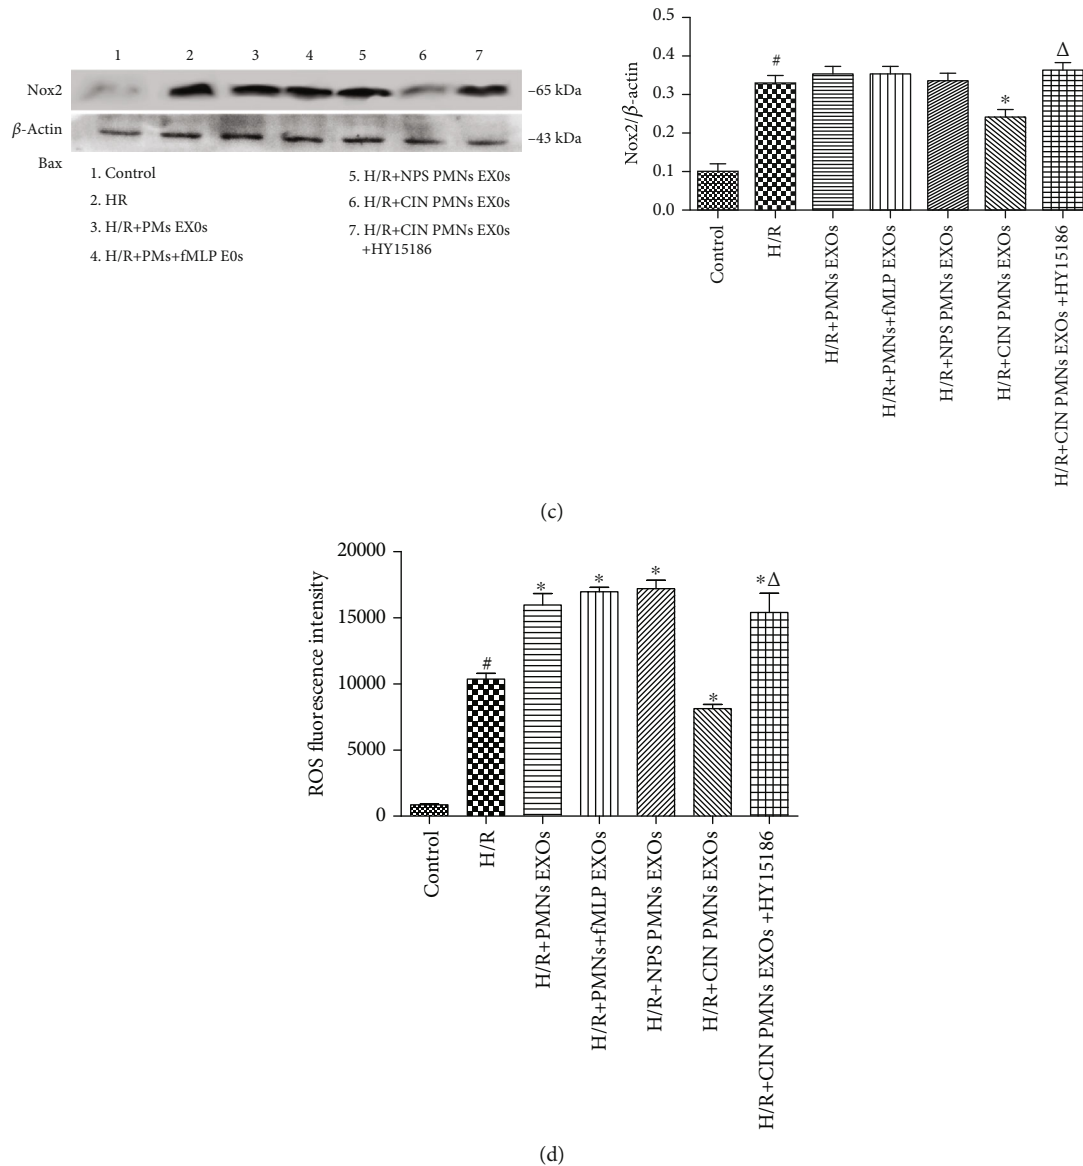 1 2 3 4 5 6 7
Nox2
–65 kDa
β-Actin
–43 kDa
Bax
1. Control
2. HR
3. H/R+PMs EX0s
4. H/R+PMs+fMLP E0s
5. H/R+NPS PMNs EX0s
6. H/R+CIN PMNs EX0s
7. H/R+CIN PMNs EX0s
+HY15186
Nox2/β-actin
0.5
0.4
0.3
0.2
0.1
0.0
#
*
Δ
Control
H/R
H/R+PMNs EXOs
H/R+PMNs+fMLP EXOs
H/R+NPS PMNs EXOs
H/R+CIN PMNs EXOs
H/R+CIN PMNs EXOs +HY15186
(c)
ROS fluorescence intensity
20000
15000
10000
5000
0
#
*
*
*
*
*Δ
Control
H/R
H/R+PMNs EXOs
H/R+PMNs+fMLP EXOs
H/R+NPS PMNs EXOs
H/R+CIN PMNs EXOs
H/R+CIN PMNs EXOs +HY15186
(d)